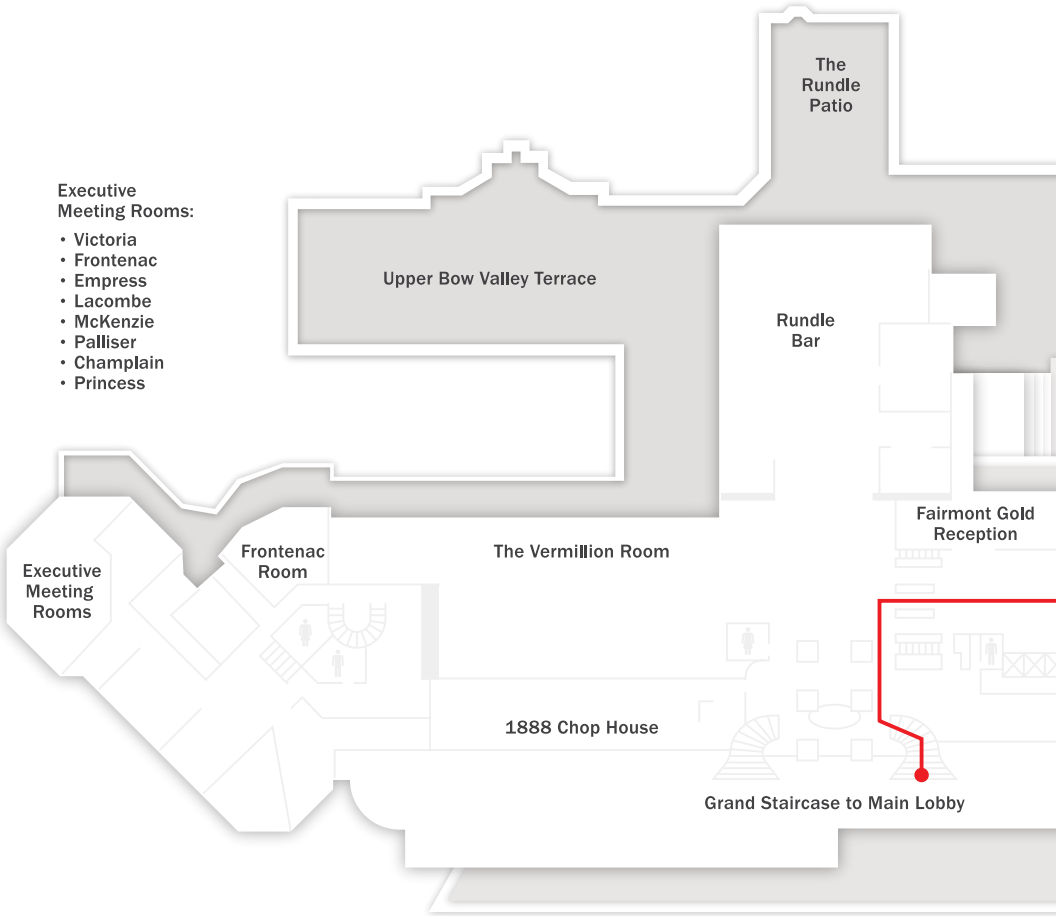 The
Rundle
Patio
Executive
Meeting Rooms:
• Victoria
• Frontenac
• Empress
• Lacombe
• McKenzie
• Palliser
• Champlain
• Princess
Upper Bow Valley Terrace
Rundle
Bar
Fairmont Gold
Reception
Executive
Meeting
Rooms
Frontenac
Room
The Vermillion Room
1888 Chop House
Grand Staircase to Main Lobby